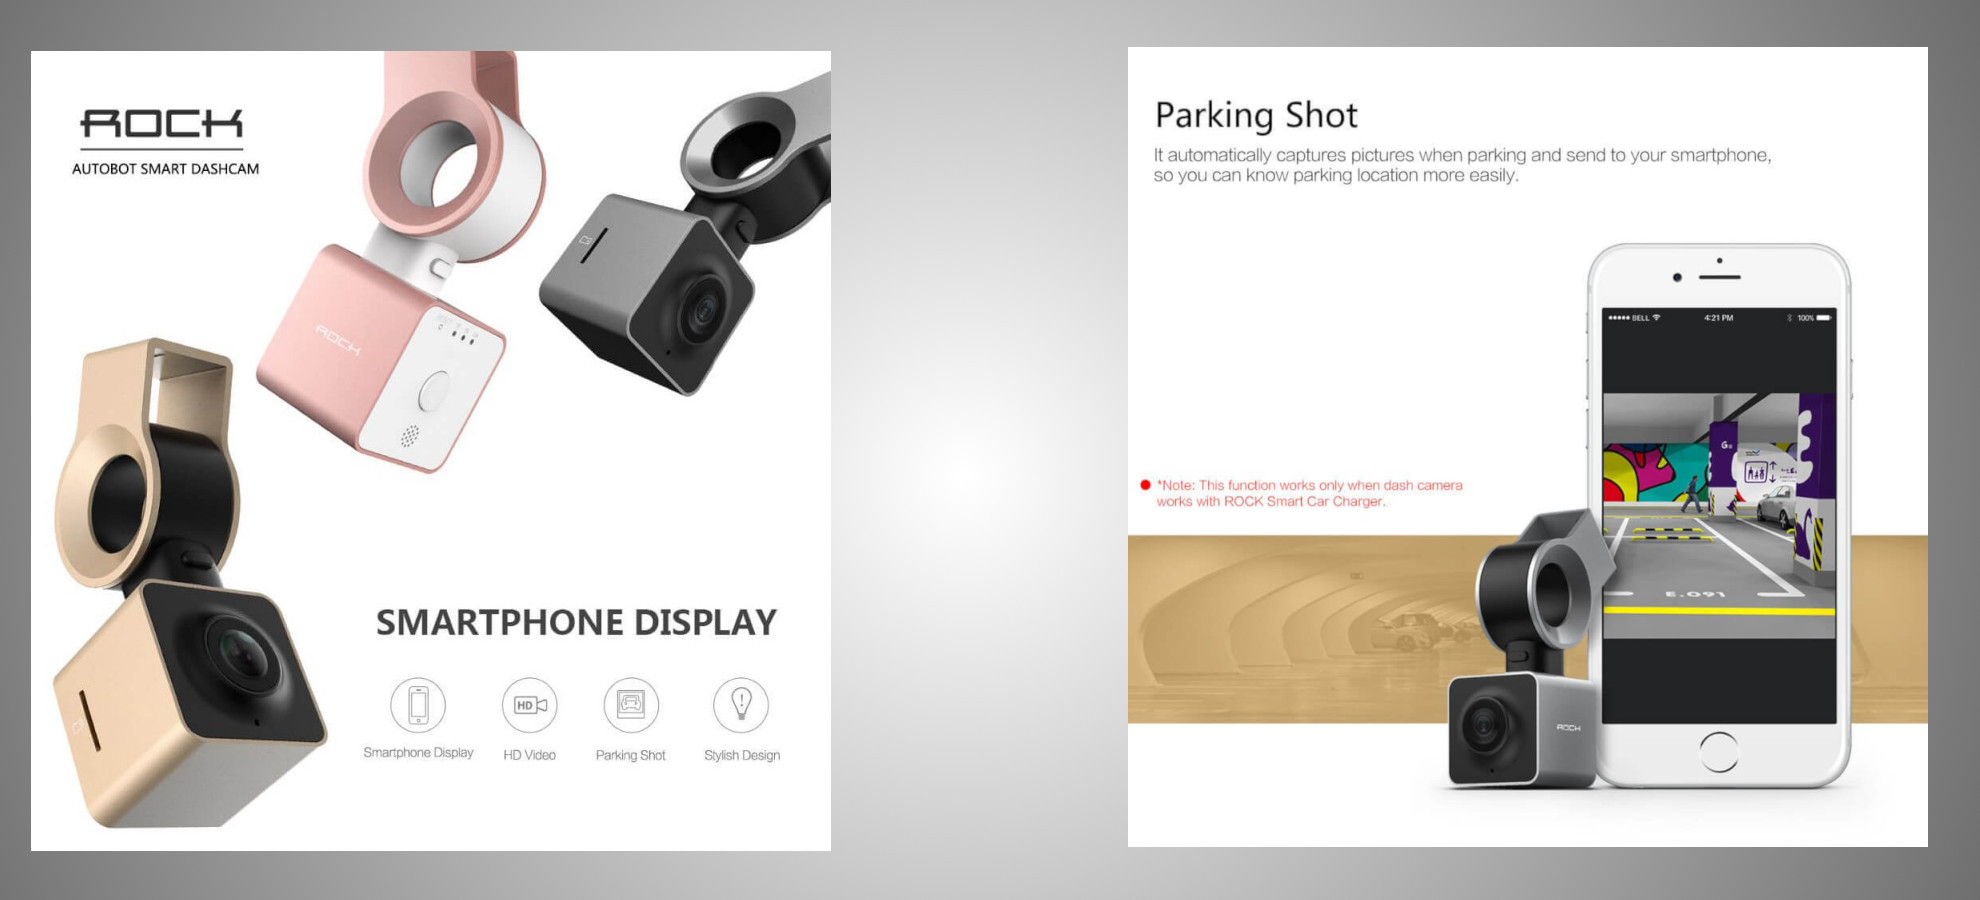 ROCK
AUTOBOT SMART DASHCAM
ROCK
SMARTPHONE DISPLAY
HD
Smartphone Display
HD Video
Parking Shot
Stylish Design
Parking Shot
It automatically captures pictures when parking and send to your smartphone,
so you can know parking location more easily.
BELL
4:21 PM
100%
*Note: This function works only when dash camera
works with ROCK Smart Car Charger.
E.091
ROCK